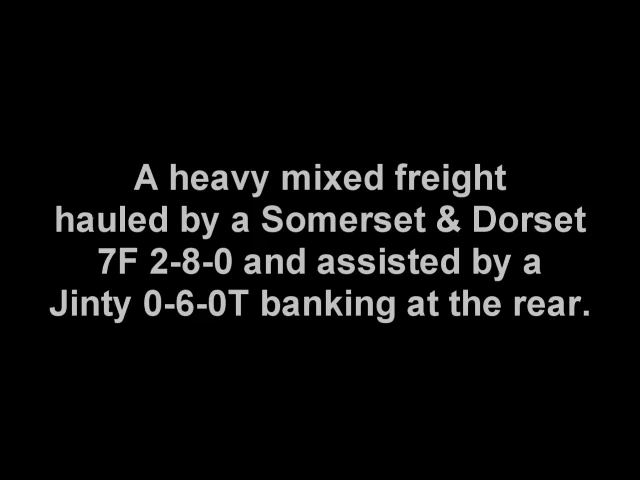 A heavy mixed freight
hauled by a Somerset & Dorset
7F 2-8-0 and assisted by a
Jinty 0-6-0T banking at the rear.